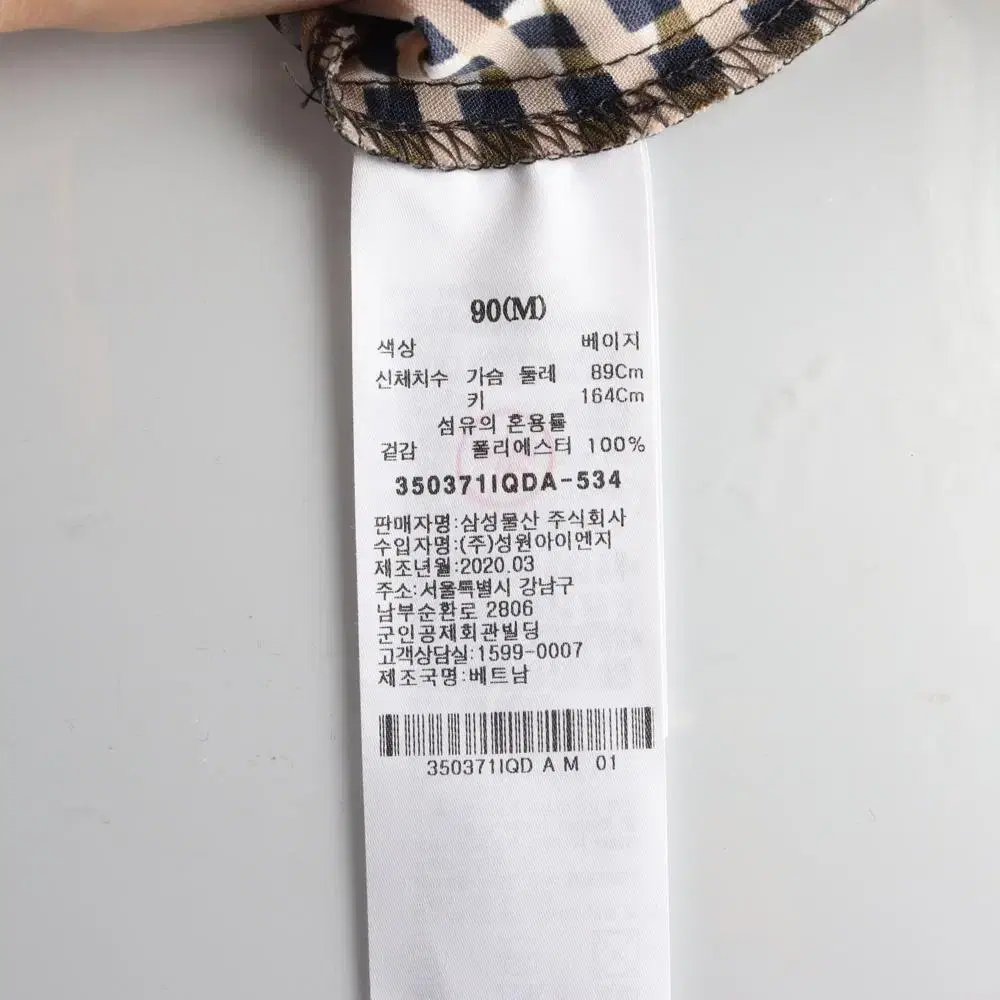 90(M)
색상 베이지
신체치수 가슴 둘레 89Cm
키 164Cm
섬유의 혼용률
겉감 폴리에스터 100%
350371IQDA-534
판매자명:삼성물산 주식회사
수입자명:(주)성원아이엔지
제조년월:2020.03
주소:서울특별시 강남구
남부순환로 2806
군인공제회관빌딩
고객상담실:1599-0007
제조국명:베트남
350371IQD A M 01